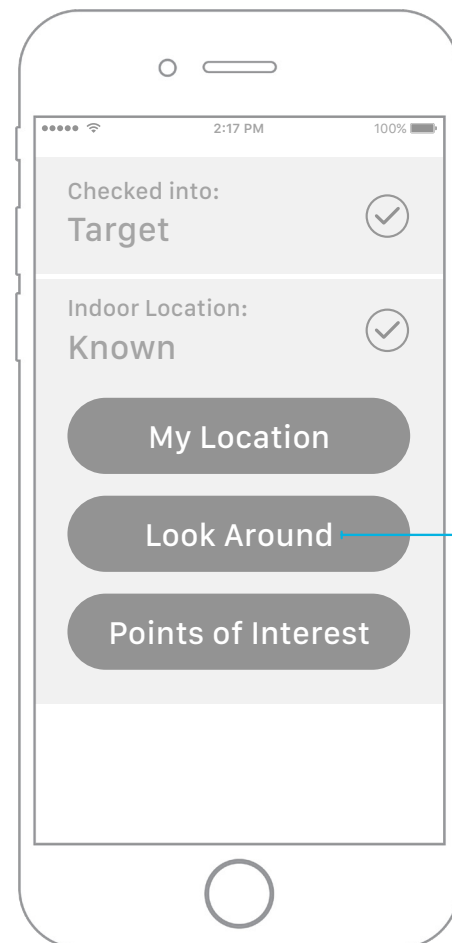 2:17 PM 100%
Checked into:
Target
Indoor Location:
Known
My Location
Look Around
Points of Interest